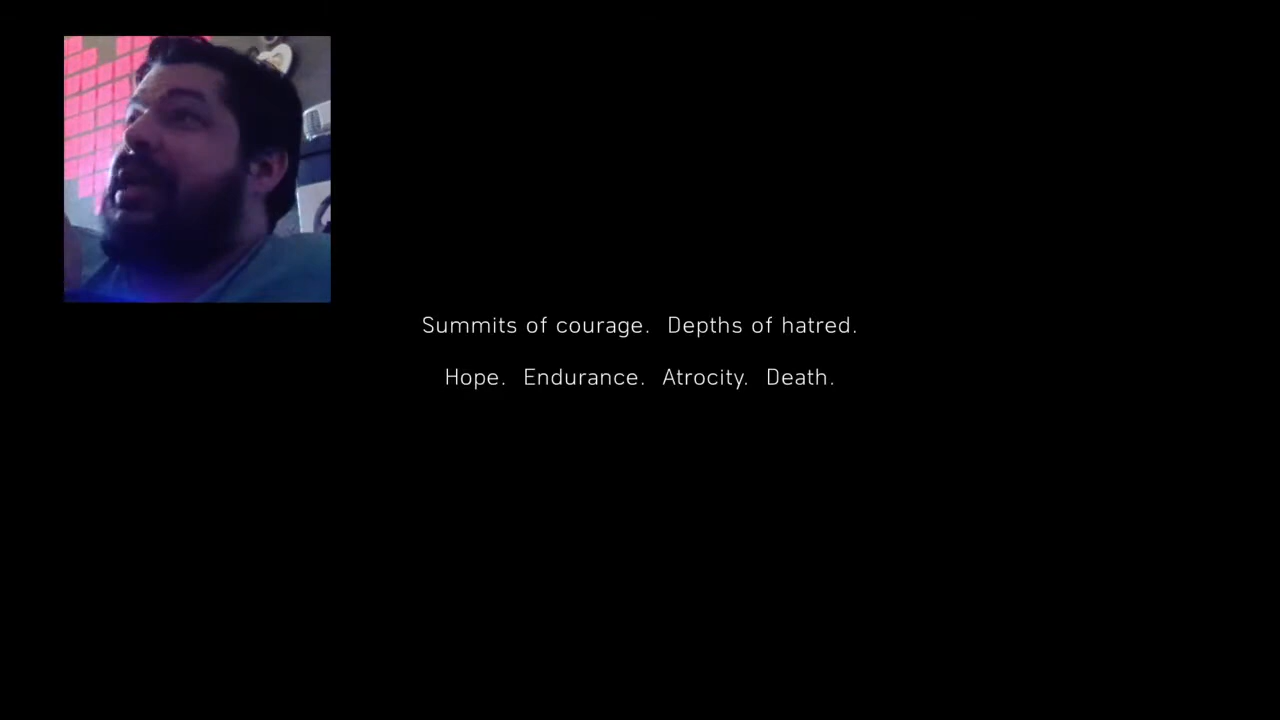 Summits of courage. Depths of hatred.
Hope. Endurance. Atrocity. Death.